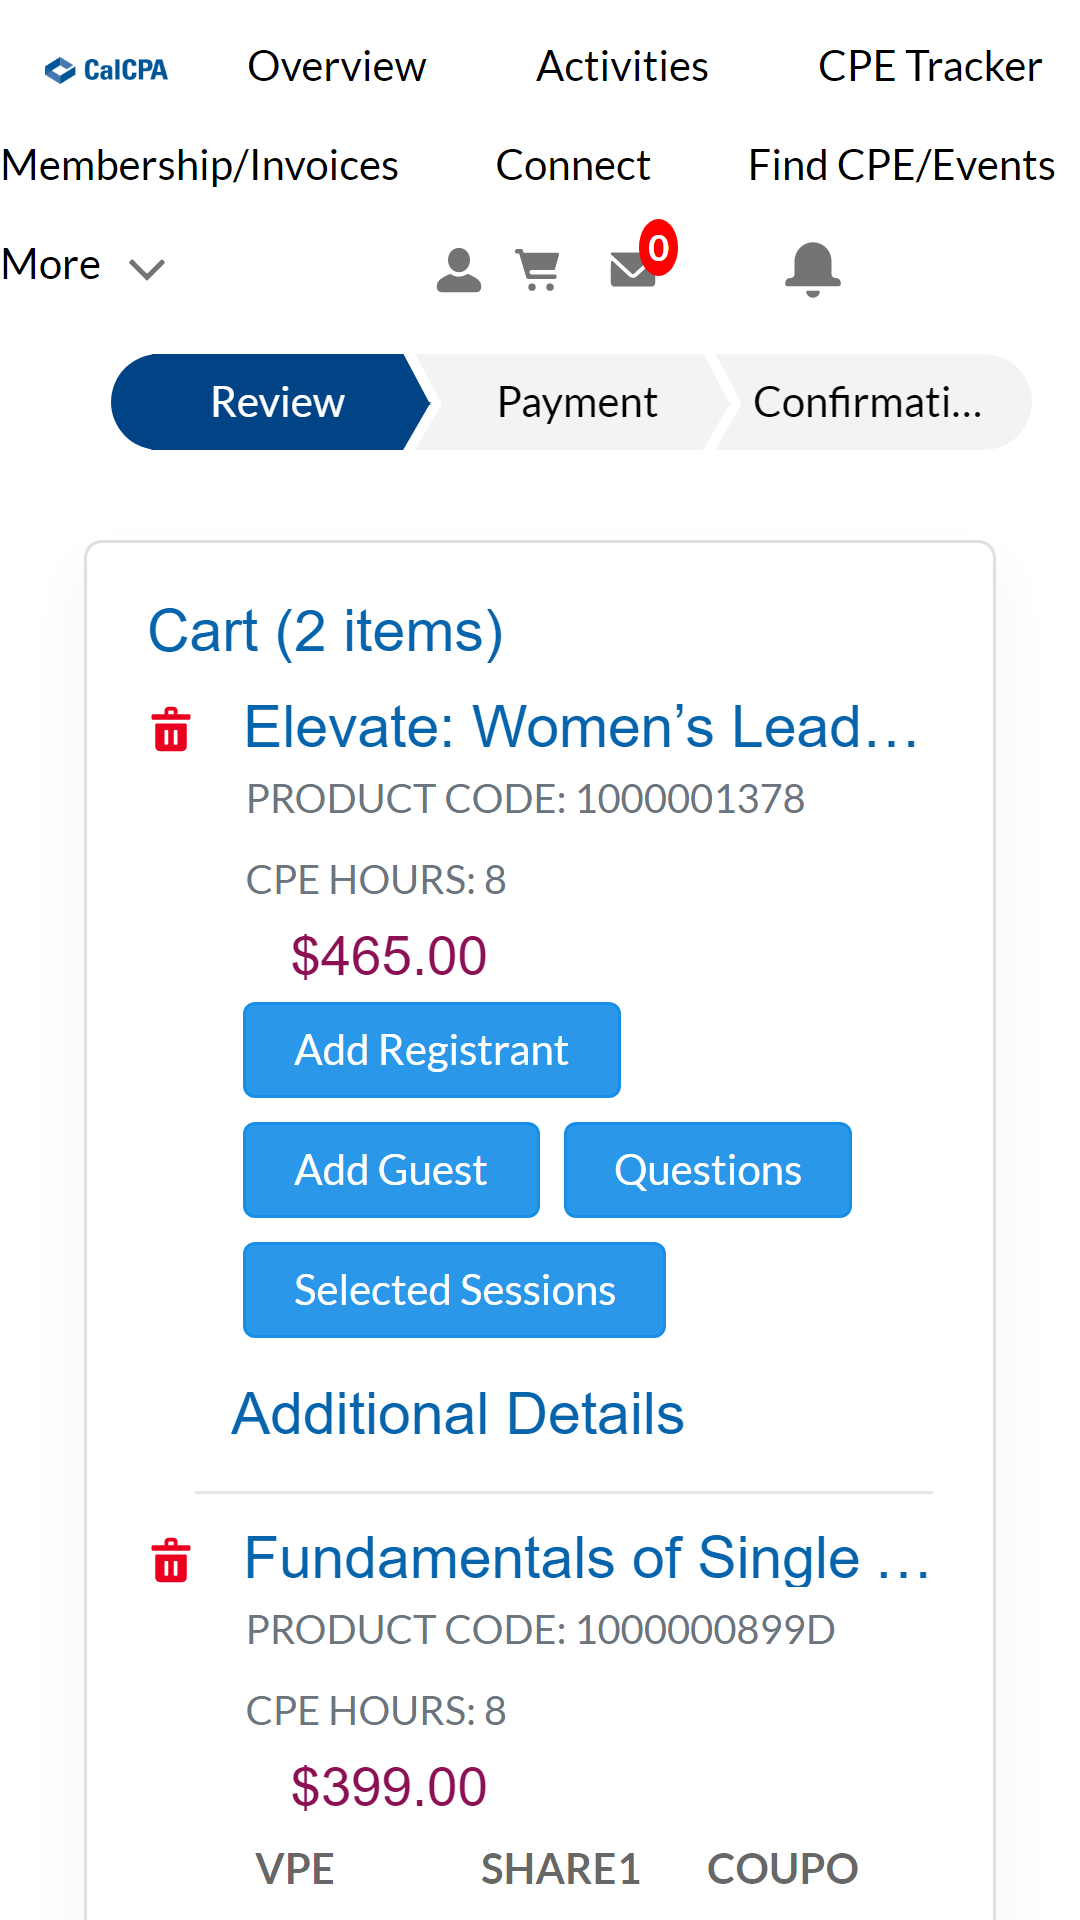 CalCPA Overview Activities CPE Tracker
Membership/Invoices Connect Find CPE/Events
More 0
Review Payment Confirmati...
Cart (2 items)
Elevate: Women’s Lead...
PRODUCT CODE: 1000001378
CPE HOURS: 8
$465.00
Add Registrant
Add Guest Questions
Selected Sessions
Additional Details
Fundamentals of Single ...
PRODUCT CODE: 1000000899D
CPE HOURS: 8
$399.00
VPE SHARE1 COUPO